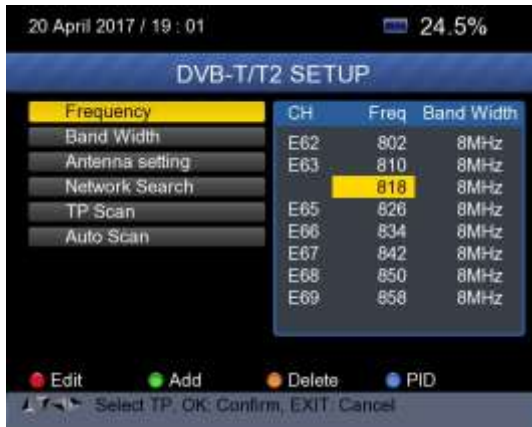 20 April 2017 / 19 : 01 24.5%
DVB-T/T2 SETUP
Frequency
Band Width
Antenna setting
Network Search
TP Scan
Auto Scan
CH Freq Band Width
E62 802 8MHz
E63 810 8MHz
818 8MHz
E65 826 8MHz
E66 834 8MHz
E67 842 8MHz
E68 850 8MHz
E69 858 8MHz
Edit Add Delete PID
Select TP, OK: Confirm, EXIT: Cancel